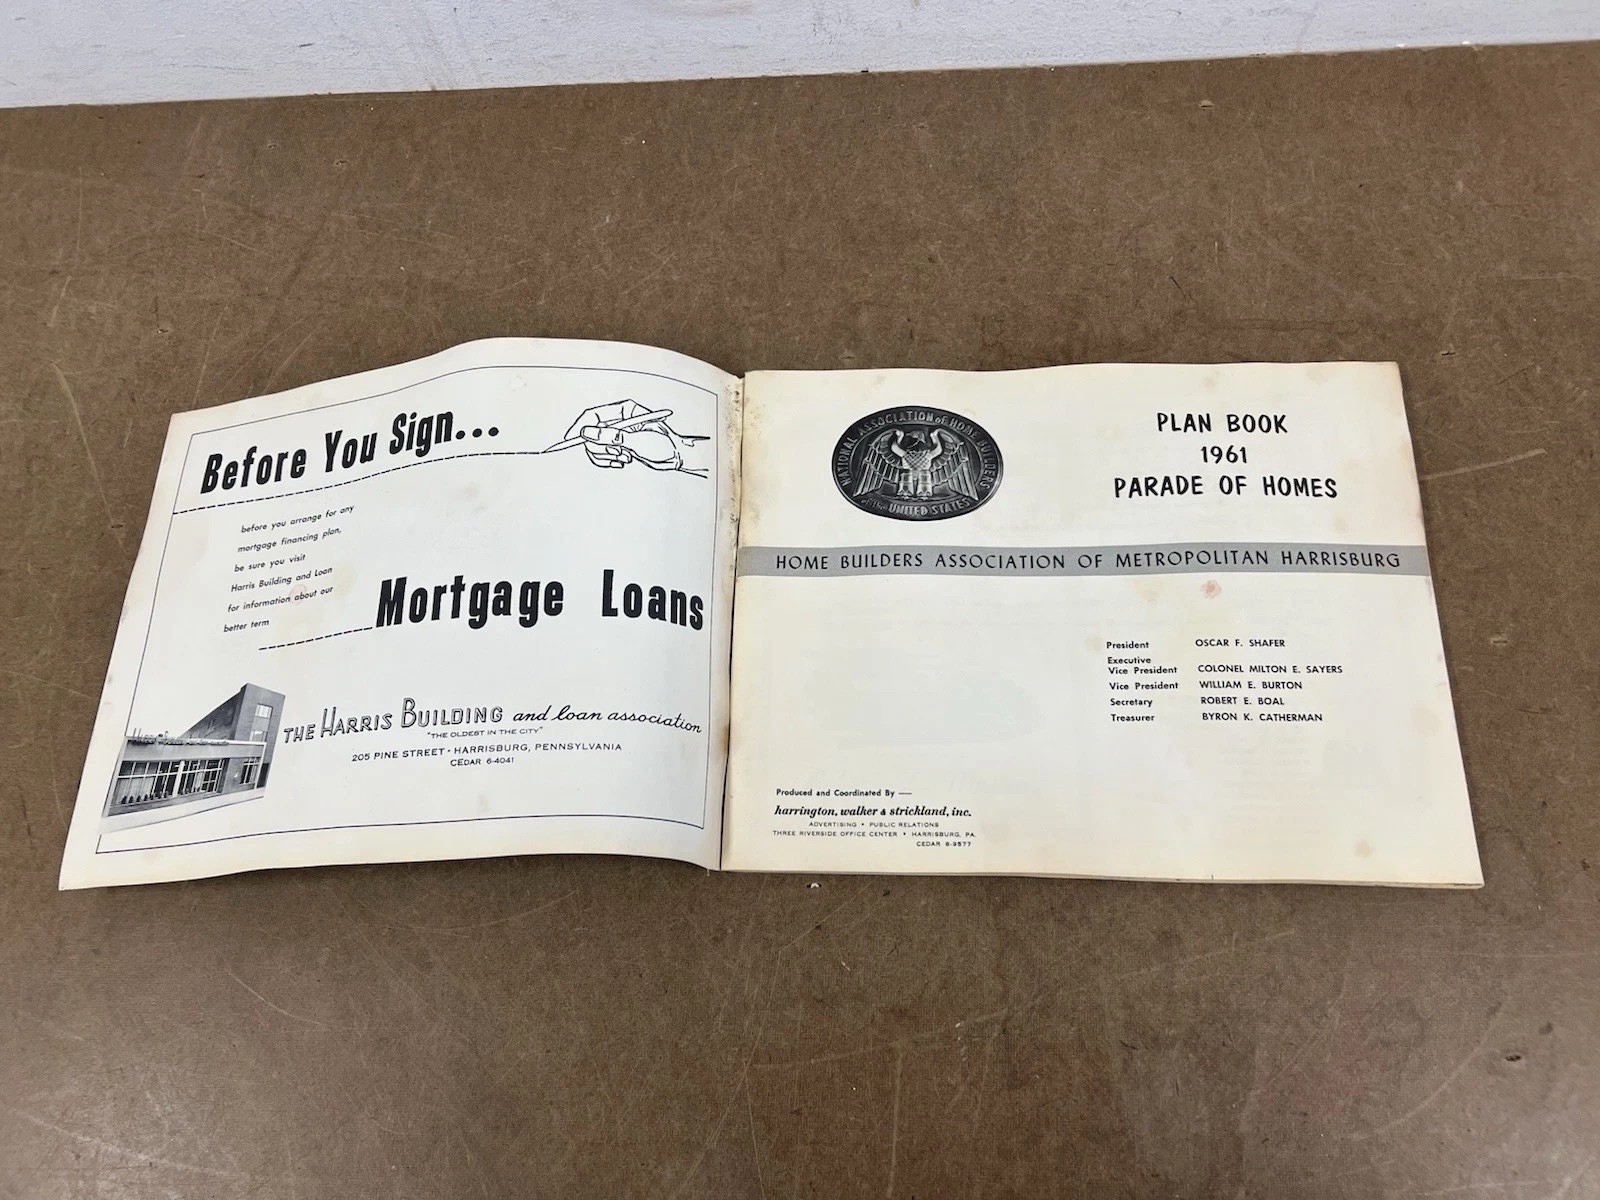 Before You Sign...
before you arrange for any
mortgage financing plan,
be sure you visit
Harris Building and Loan
for information about our
better term
Mortgage Loans
THE HARRIS BUILDING and loan association
"THE OLDEST IN THE CITY"
205 PINE STREET • HARRISBURG, PENNSYLVANIA
CEDAR 6-4041
NATIONAL ASSOCIATION OF HOME BUILDERS
UNITED STATES
PLAN BOOK
1961
PARADE OF HOMES
HOME BUILDERS ASSOCIATION OF METROPOLITAN HARRISBURG
President OSCAR F. SHAFER
Executive
Vice President COLONEL MILTON E. SAYERS
Vice President WILLIAM E. BURTON
Secretary ROBERT E. BOAL
Treasurer BYRON K. CATHERMAN
Produced and Coordinated By —
harrington, walker & strickland, inc.
ADVERTISING • PUBLIC RELATIONS
THREE RIVERSIDE OFFICE CENTER • HARRISBURG, PA.
CEDAR 8-9577